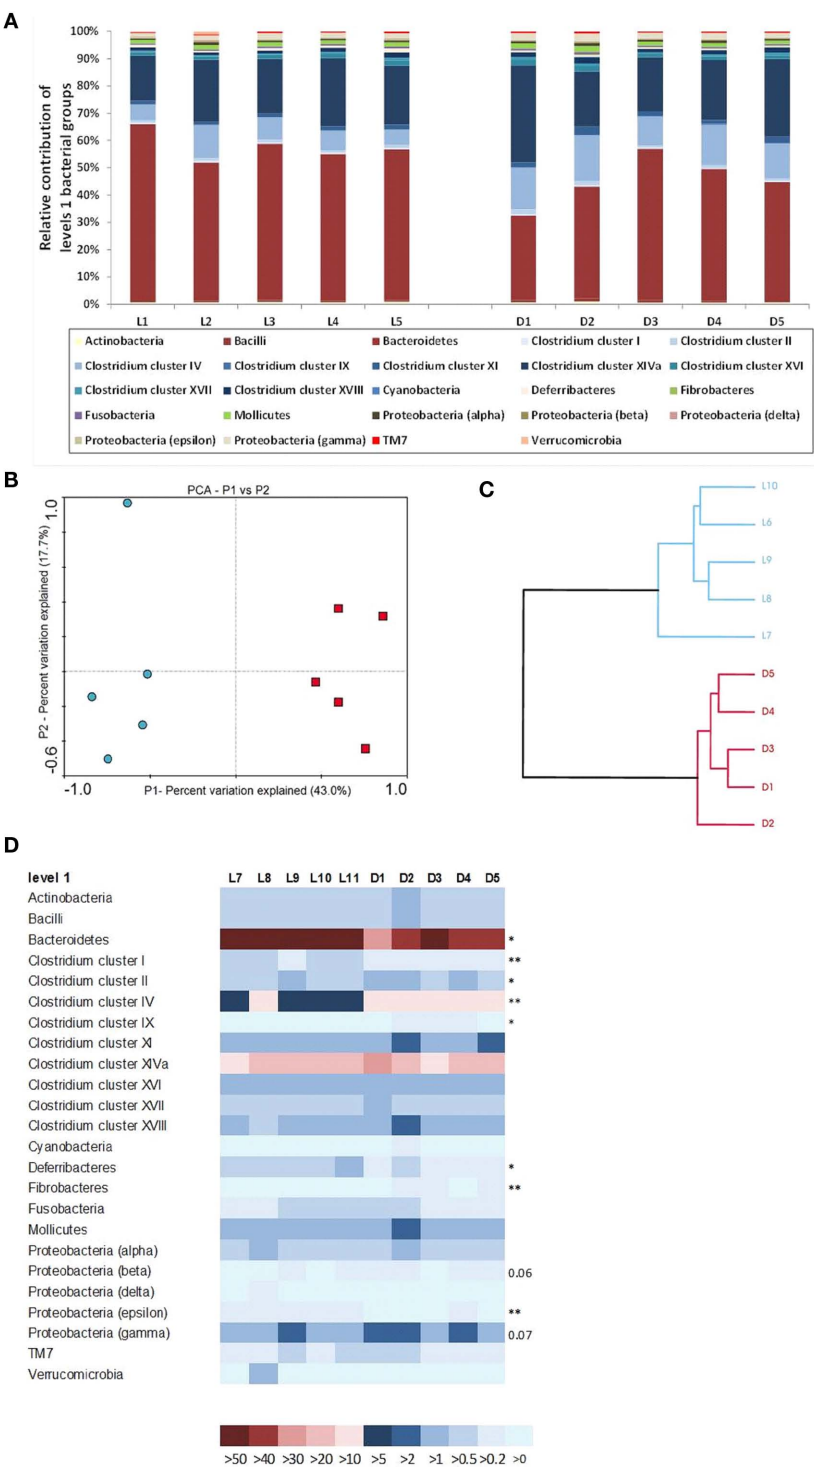 A
Relative contribution of
levels 1 bacterial groups
100%
90%
80%
70%
60%
50%
40%
30%
20%
10%
0%
L1 L2 L3 L4 L5 D1 D2 D3 D4 D5
Actinobacteria Bacilli Bacteroidetes Clostridium cluster I Clostridium cluster II
Clostridium cluster IV Clostridium cluster IX Clostridium cluster XI Clostridium cluster XIVa Clostridium cluster XVI
Clostridium cluster XVII Clostridium cluster XVIII Cyanobacteria Deferribacteres Fibrobacteres
Fusobacteria Mollicutes Proteobacteria (alpha) Proteobacteria (beta) Proteobacteria (delta)
Proteobacteria (epsilon) Proteobacteria (gamma) TM7 Verrucomicrobia
B
PCA - P1 vs P2
1.0
P2 - Percent variation explained (17.7%)
-0.6
-1.0 P1- Percent variation explained (43.0%) 1.0
C
L10
L6
L9
L8
L7
D5
D4
D3
D1
D2
D
level 1 L7 L8 L9 L10 L11 D1 D2 D3 D4 D5
Actinobacteria
Bacilli
Bacteroidetes *
Clostridium cluster I **
Clostridium cluster II *
Clostridium cluster IV **
Clostridium cluster IX *
Clostridium cluster XI
Clostridium cluster XIVa
Clostridium cluster XVI
Clostridium cluster XVII
Clostridium cluster XVIII
Cyanobacteria
Deferribacteres *
Fibrobacteres **
Fusobacteria
Mollicutes
Proteobacteria (alpha)
Proteobacteria (beta) 0.06
Proteobacteria (delta)
Proteobacteria (epsilon) **
Proteobacteria (gamma) 0.07
TM7
Verrucomicrobia
>50 >40 >30 >20 >10 >5 >2 >1 >0.5 >0.2 >0